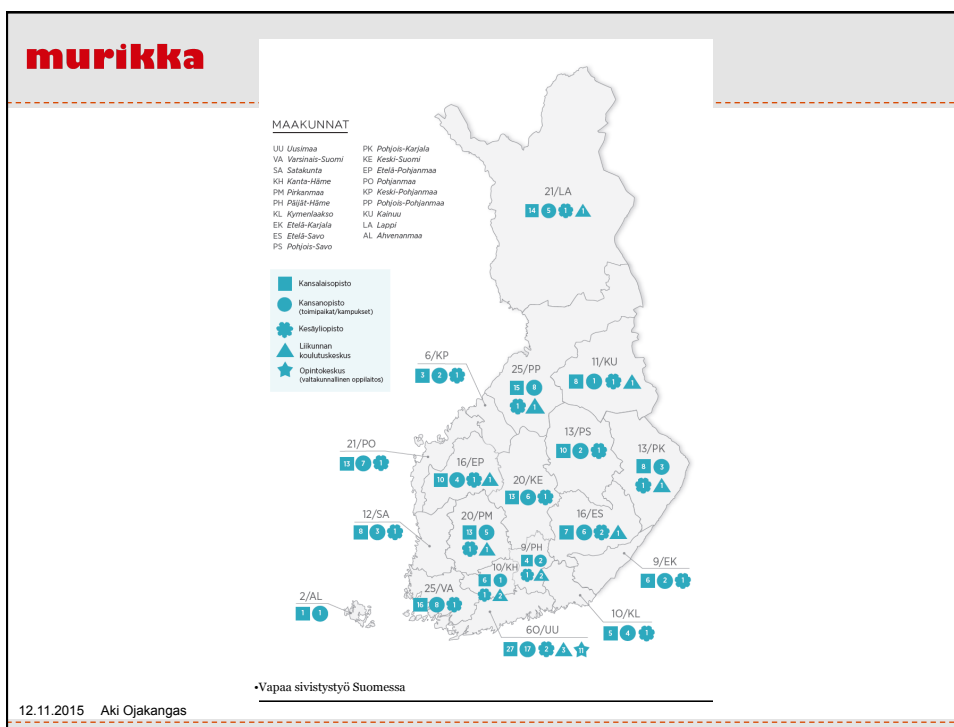 murikka
MAAKUNNAT
UU Uusimaa
VA Varsinais-Suomi
SA Satakunta
KH Kanta-Häme
PM Pirkanmaa
PH Päijät-Häme
KL Kymenlaakso
EK Etelä-Karjala
ES Etelä-Savo
PS Pohjois-Savo
PK Pohjois-Karjala
KE Keski-Suomi
EP Etelä-Pohjanmaa
PO Pohjanmaa
KP Keski-Pohjanmaa
PP Pohjois-Pohjanmaa
KU Kainuu
LA Lappi
AL Ahvenanmaa
Kansalaisopisto
Kansanopisto
(toimipaikat/kampukset)
Kesäyliopisto
Liikunnan
koulutuskeskus
Opintokeskus
(valtakunnallinen oppilaitos)
21/LA
14 5 1 1
6/KP
3 2 1
25/PP
15 8
1 1
11/KU
8 1 1 1
21/PO
13 7 1
16/EP
10 4 1 1
13/PS
10 2 1
13/PK
8 3
1 1
20/KE
13 6 1
12/SA
8 3 1
20/PM
13 5
1 1
16/ES
7 6 2 1
9/PH
4 2
1 2
10/KH
6 1
1 2
9/EK
6 2 1
25/VA
16 8 1
2/AL
1 1
10/KL
5 4 1
60/UU
27 17 2 3 11
•Vapaa sivistystyö Suomessa
12.11.2015 Aki Ojakangas